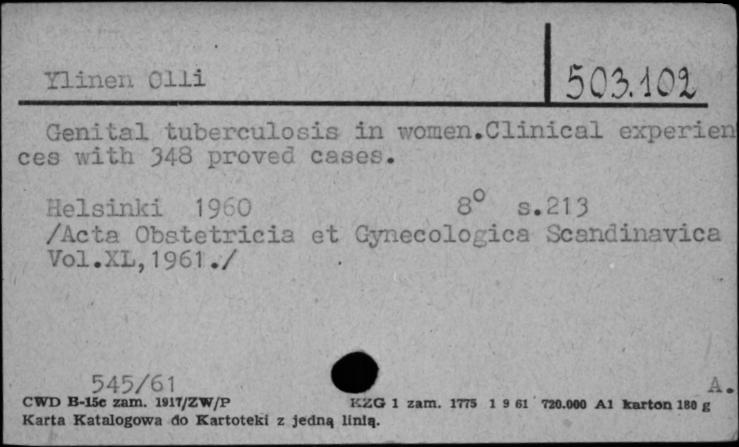 Ylinen Olli
503.102
Genital tuberculosis in women.Clinical experien
ces with 348 proved cases.
Helsinki 1960 8° s.213
/Acta Obstetricia et Gynecologica Scandinavica
Vol.XL,1961./
545/61 A.
CWD B-15c zam. 1917/ZW/P KZG 1 zam. 1775 1 9 61 720.000 A1 karton 180 g
Karta Katalogowa do Kartoteki z jedną linią.